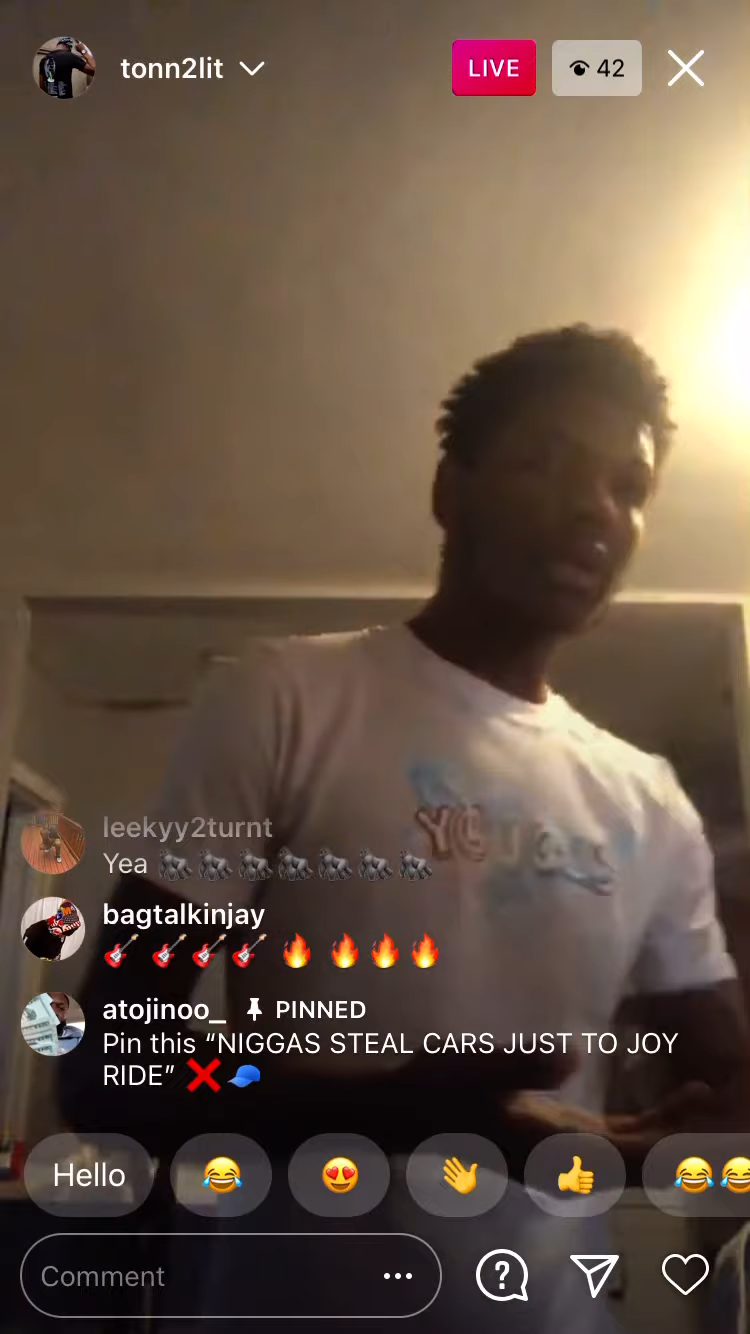 tonn2lit
LIVE
42
leekyy2turnt
Yea 🦍🦍🦍🦍🦍🦍🦍
bagtalkinjay
🎸🎸🎸🎸🔥🔥🔥🔥
atojinoo_ PINNED
Pin this “NIGGAS STEAL CARS JUST TO JOY
RIDE” ❌🧢
Hello 😂 😍 👋 👍 😂😂
Comment